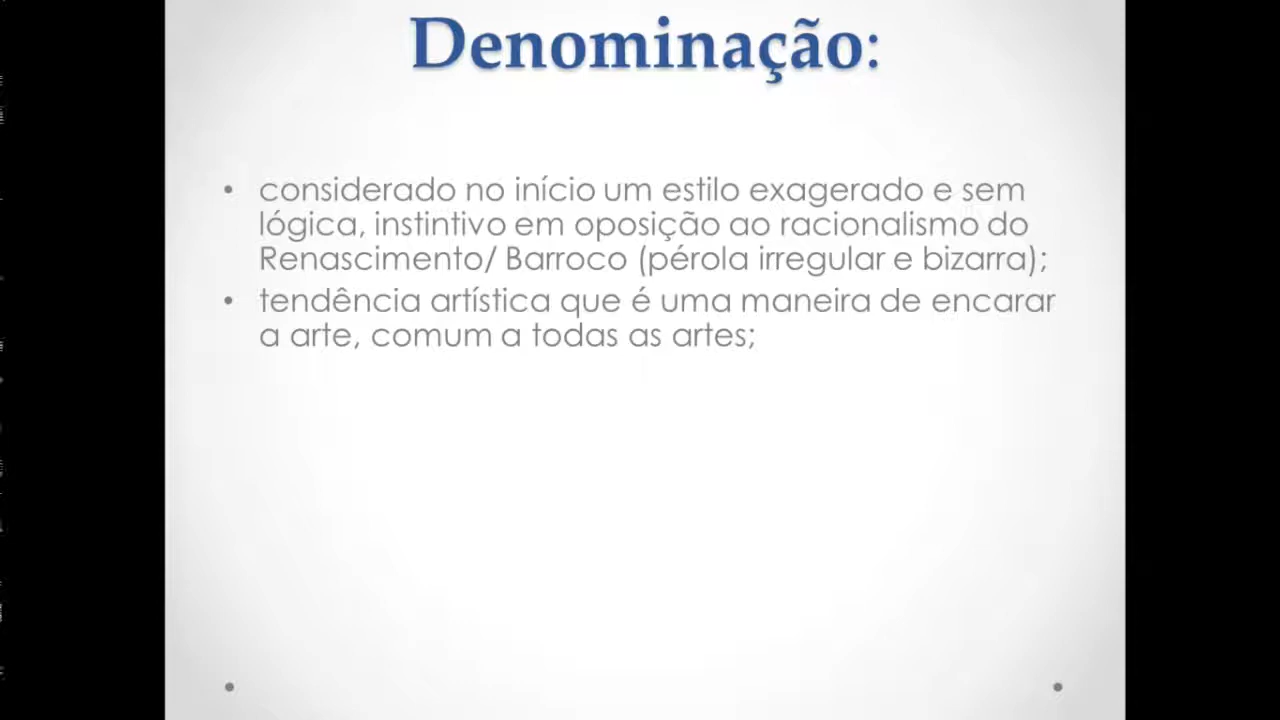 Denominação:
• considerado no início um estilo exagerado e sem
lógica, instintivo em oposição ao racionalismo do
Renascimento/ Barroco (pérola irregular e bizarra);
• tendência artística que é uma maneira de encarar
a arte, comum a todas as artes;